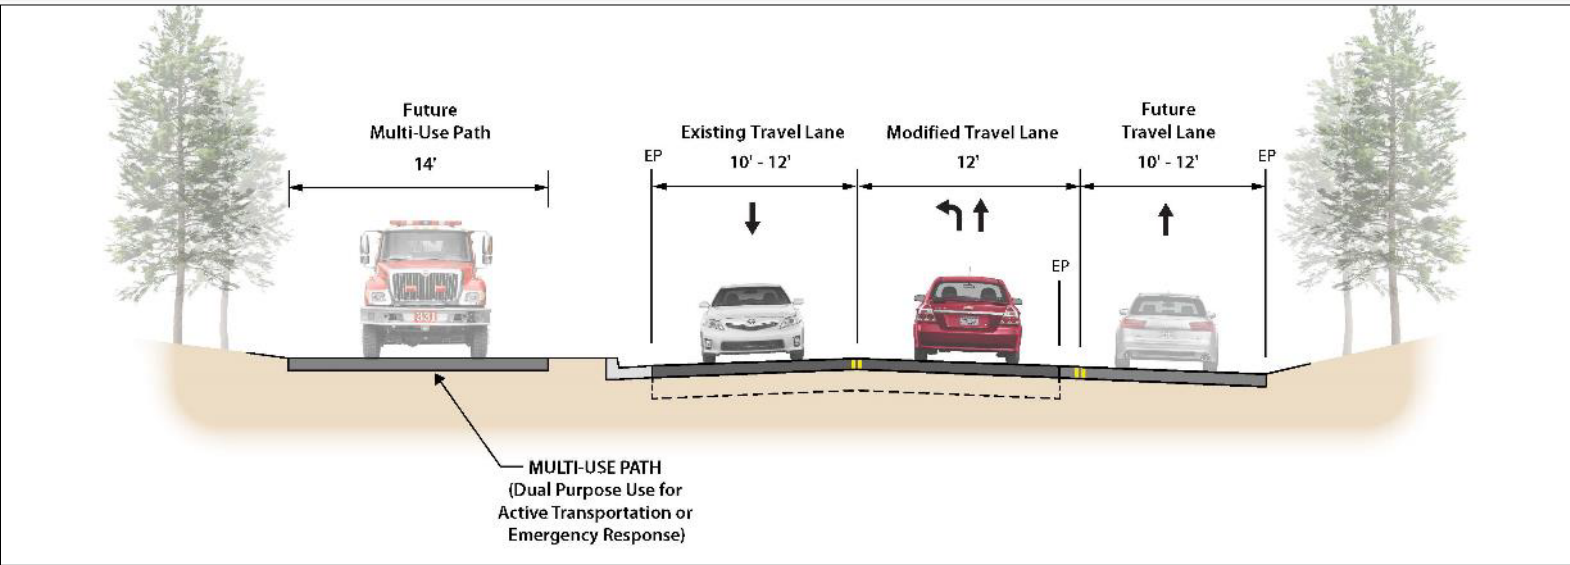 Future
Multi-Use Path
14'
EP
Existing Travel Lane
10' - 12'
Modified Travel Lane
12'
Future
Travel Lane
10' - 12'
EP
EP
331
MULTI-USE PATH
(Dual Purpose Use for
Active Transportation or
Emergency Response)